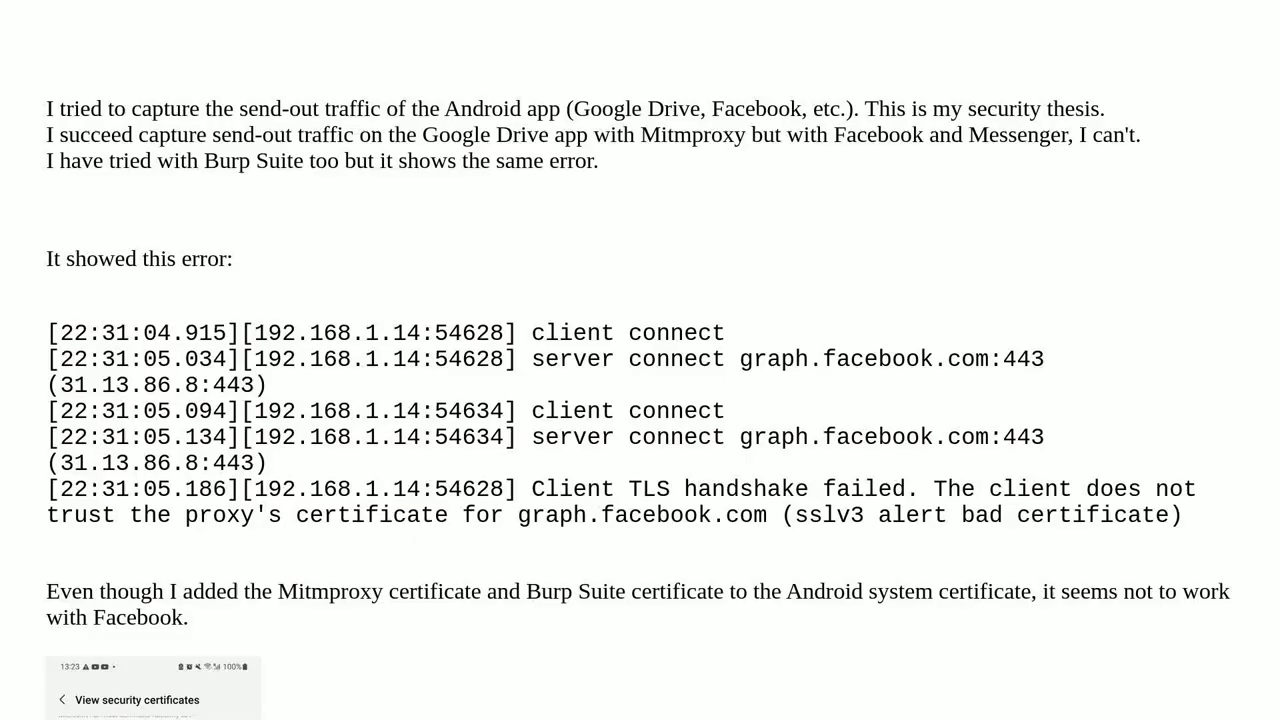 I tried to capture the send-out traffic of the Android app (Google Drive, Facebook, etc.). This is my security thesis.
I succeed capture send-out traffic on the Google Drive app with Mitmproxy but with Facebook and Messenger, I can't.
I have tried with Burp Suite too but it shows the same error.
It showed this error:
[22:31:04.915][192.168.1.14:54628] client connect
[22:31:05.034][192.168.1.14:54628] server connect graph.facebook.com:443
(31.13.86.8:443)
[22:31:05.094][192.168.1.14:54634] client connect
[22:31:05.134][192.168.1.14:54634] server connect graph.facebook.com:443
(31.13.86.8:443)
[22:31:05.186][192.168.1.14:54628] Client TLS handshake failed. The client does not
trust the proxy's certificate for graph.facebook.com (sslv3 alert bad certificate)
Even though I added the Mitmproxy certificate and Burp Suite certificate to the Android system certificate, it seems not to work
with Facebook.
13:23 100%
View security certificates